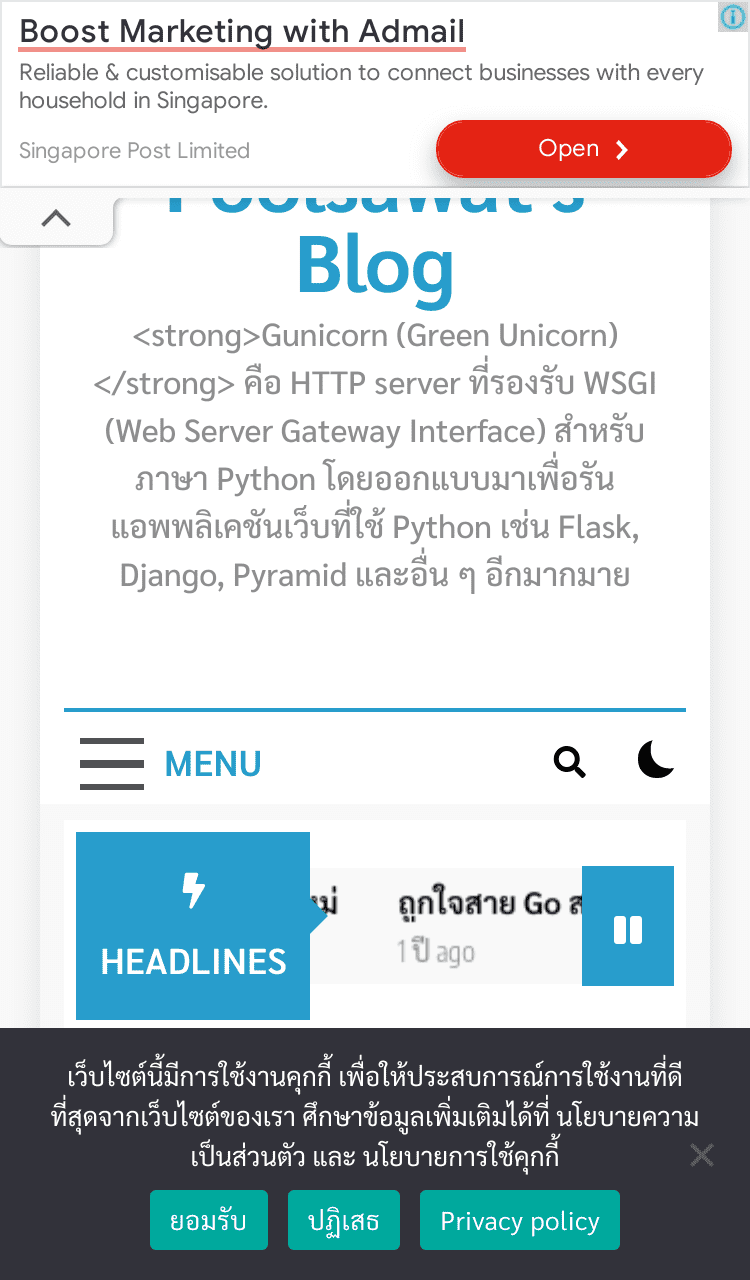 Boost Marketing with Admail
Reliable & customisable solution to connect businesses with every
household in Singapore.
Singapore Post Limited
Open
Poolsawat's
Blog
<strong>Gunicorn (Green Unicorn)
</strong> คือ HTTP server ที่รองรับ WSGI
(Web Server Gateway Interface) สำหรับ
ภาษา Python โดยออกแบบมาเพื่อรัน
แอพพลิเคชันเว็บที่ใช้ Python เช่น Flask,
Django, Pyramid และอื่น ๆ อีกมากมาย
MENU
HEADLINES
ถูกใจสาย Go
1 ปี ago
เว็บไซต์นี้มีการใช้งานคุกกี้ เพื่อให้ประสบการณ์การใช้งานที่ดี
ที่สุดจากเว็บไซต์ของเรา ศึกษาข้อมูลเพิ่มเติมได้ที่ นโยบายความ
เป็นส่วนตัว และ นโยบายการใช้คุกกี้
ยอมรับ
ปฏิเสธ
Privacy policy